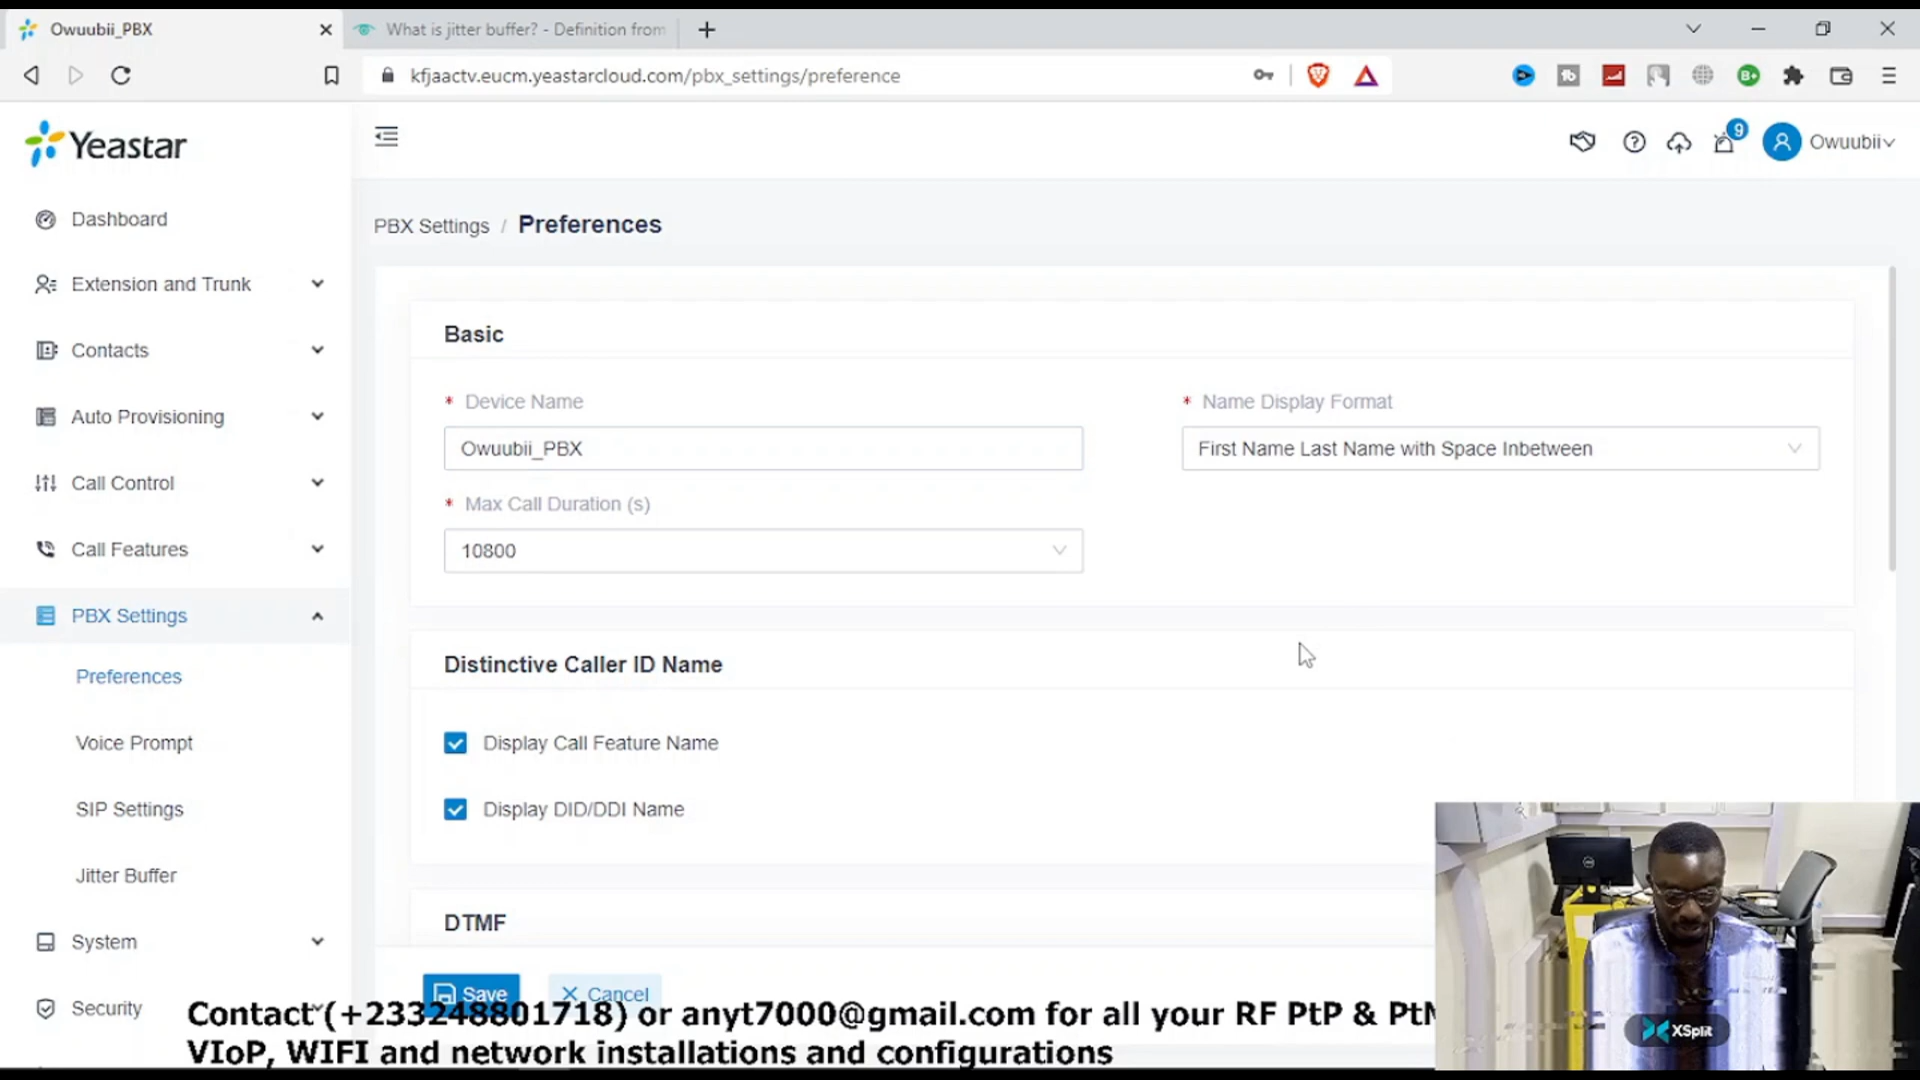 Owuubii_PBX
What is jitter buffer? - Definition from
kfjaactv.eucm.yeastarcloud.com/pbx_settings/preference
Yeastar
9
Owuubii
Dashboard
Extension and Trunk
Contacts
Auto Provisioning
Call Control
Call Features
PBX Settings
Preferences
Voice Prompt
SIP Settings
Jitter Buffer
System
Security
PBX Settings / Preferences
Basic
* Device Name
Owuubii_PBX
* Name Display Format
First Name Last Name with Space Inbetween
* Max Call Duration (s)
10800
Distinctive Caller ID Name
Display Call Feature Name
Display DID/DDI Name
DTMF
Save
Cancel
Contact (+233248801718) or anyt7000@gmail.com for all your RF PtP & PtM
VIoP, WIFI and network installations and configurations
XSplit